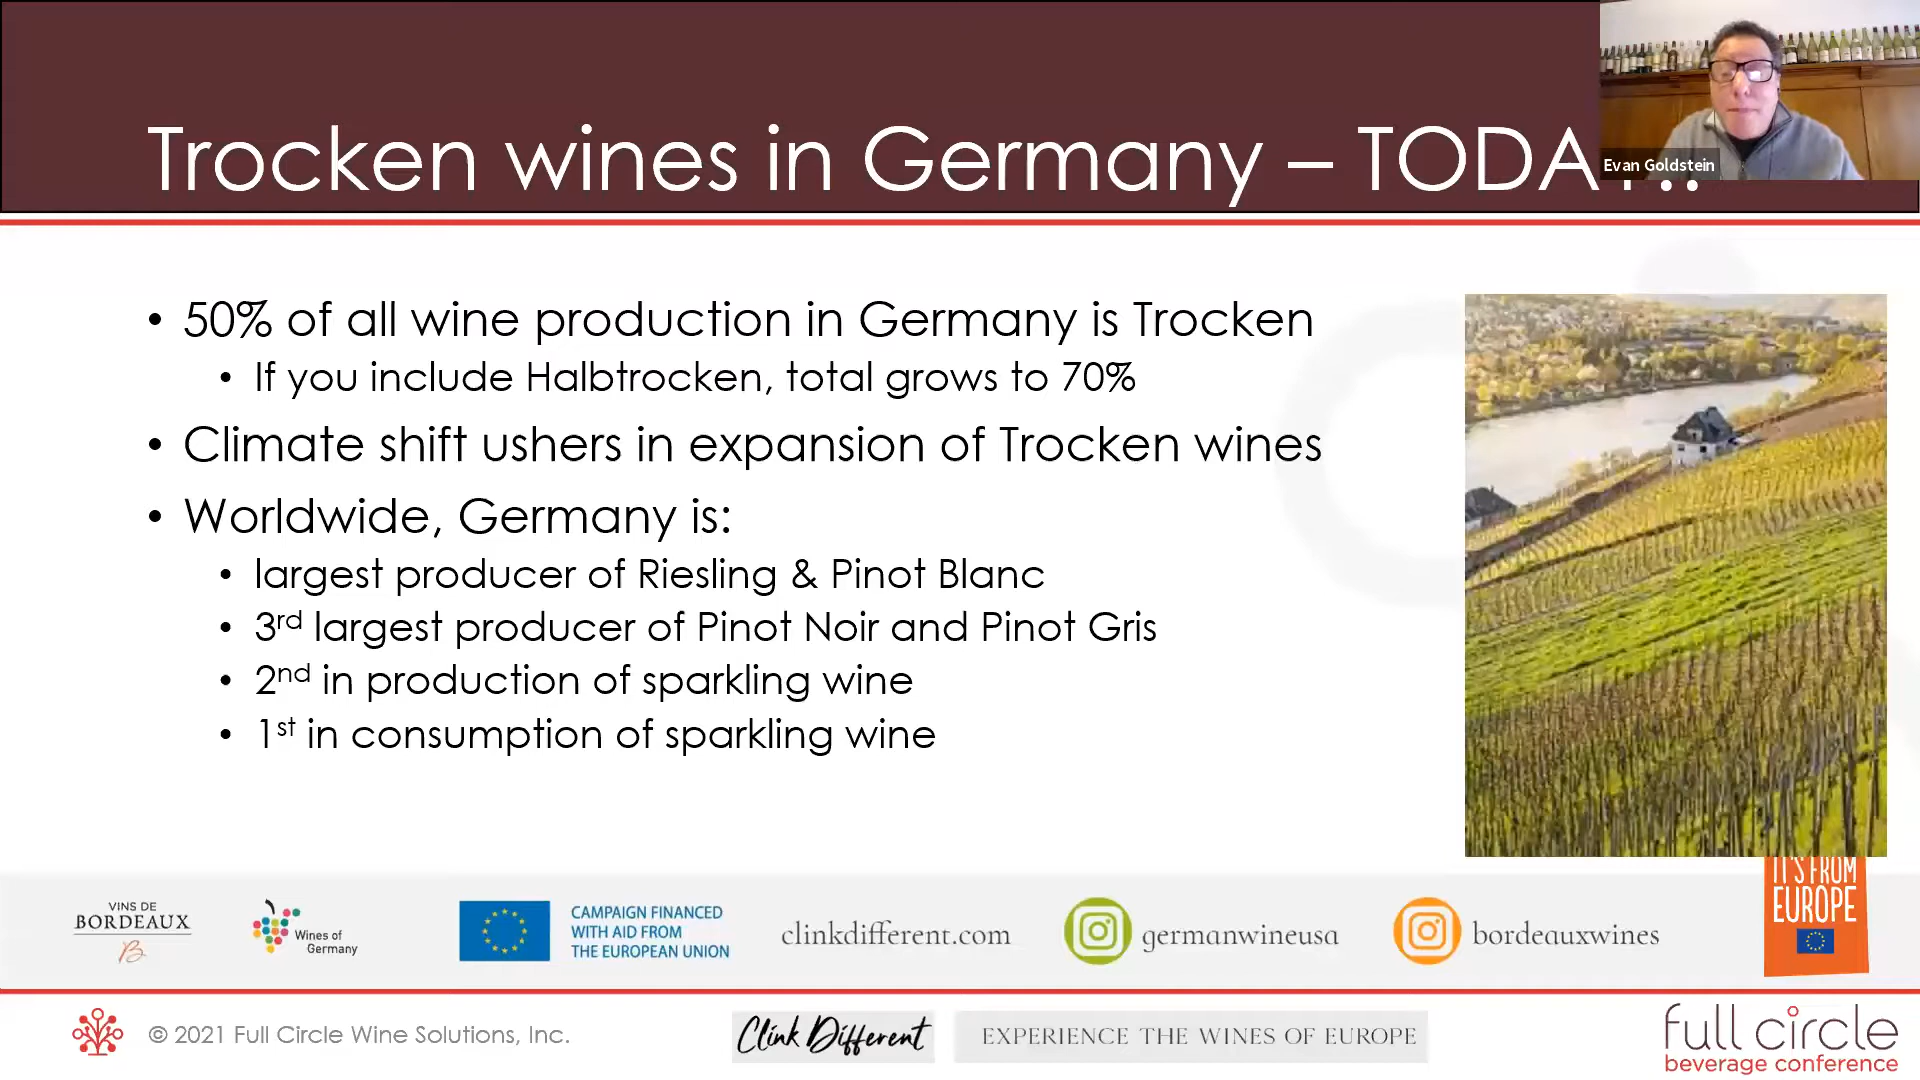 Trocken wines in Germany – TODA
Evan Goldstein
• 50% of all wine production in Germany is Trocken
• If you include Halbtrocken, total grows to 70%
• Climate shift ushers in expansion of Trocken wines
• Worldwide, Germany is:
• largest producer of Riesling & Pinot Blanc
• 3rd largest producer of Pinot Noir and Pinot Gris
• 2nd in production of sparkling wine
• 1st in consumption of sparkling wine
VINS DE
BORDEAUX
B
Wines of
Germany
CAMPAIGN FINANCED
WITH AID FROM
THE EUROPEAN UNION
clinkdifferent.com
germanwineusa
bordeauxwines
IT'S FROM
EUROPE
© 2021 Full Circle Wine Solutions, Inc.
Clink Different
EXPERIENCE THE WINES OF EUROPE
full circle
beverage conference